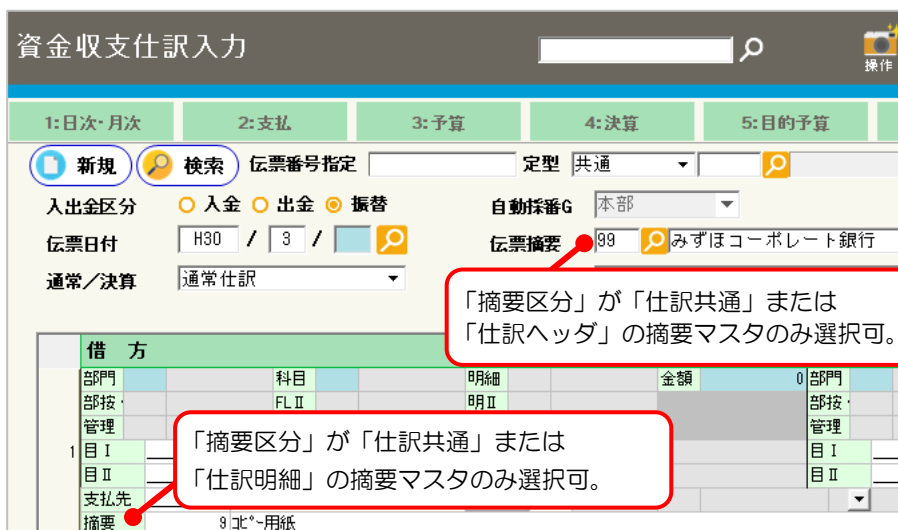 資金収支仕訳入力
操作
1:日次・月次 2:支払 3:予算 4:決算 5:目的予算
新規 検索 伝票番号指定 定型 共通
入出金区分 入金 出金 振替 自動採番G 本部
伝票日付 H30 / 3 / 伝票摘要 99 みずほコーポレート銀行
通常/決算 通常仕訳
「摘要区分」が「仕訳共通」または
「仕訳ヘッダ」の摘要マスタのみ選択可。
借 方
部門 科目 明細 金額 0 部門
部按・ FLⅡ 明Ⅱ 部按・
管理 管理
「摘要区分」が「仕訳共通」または
「仕訳明細」の摘要マスタのみ選択可。
1 目Ⅰ 目Ⅰ
目Ⅱ 目Ⅱ
支払先
摘要 9 コピー用紙